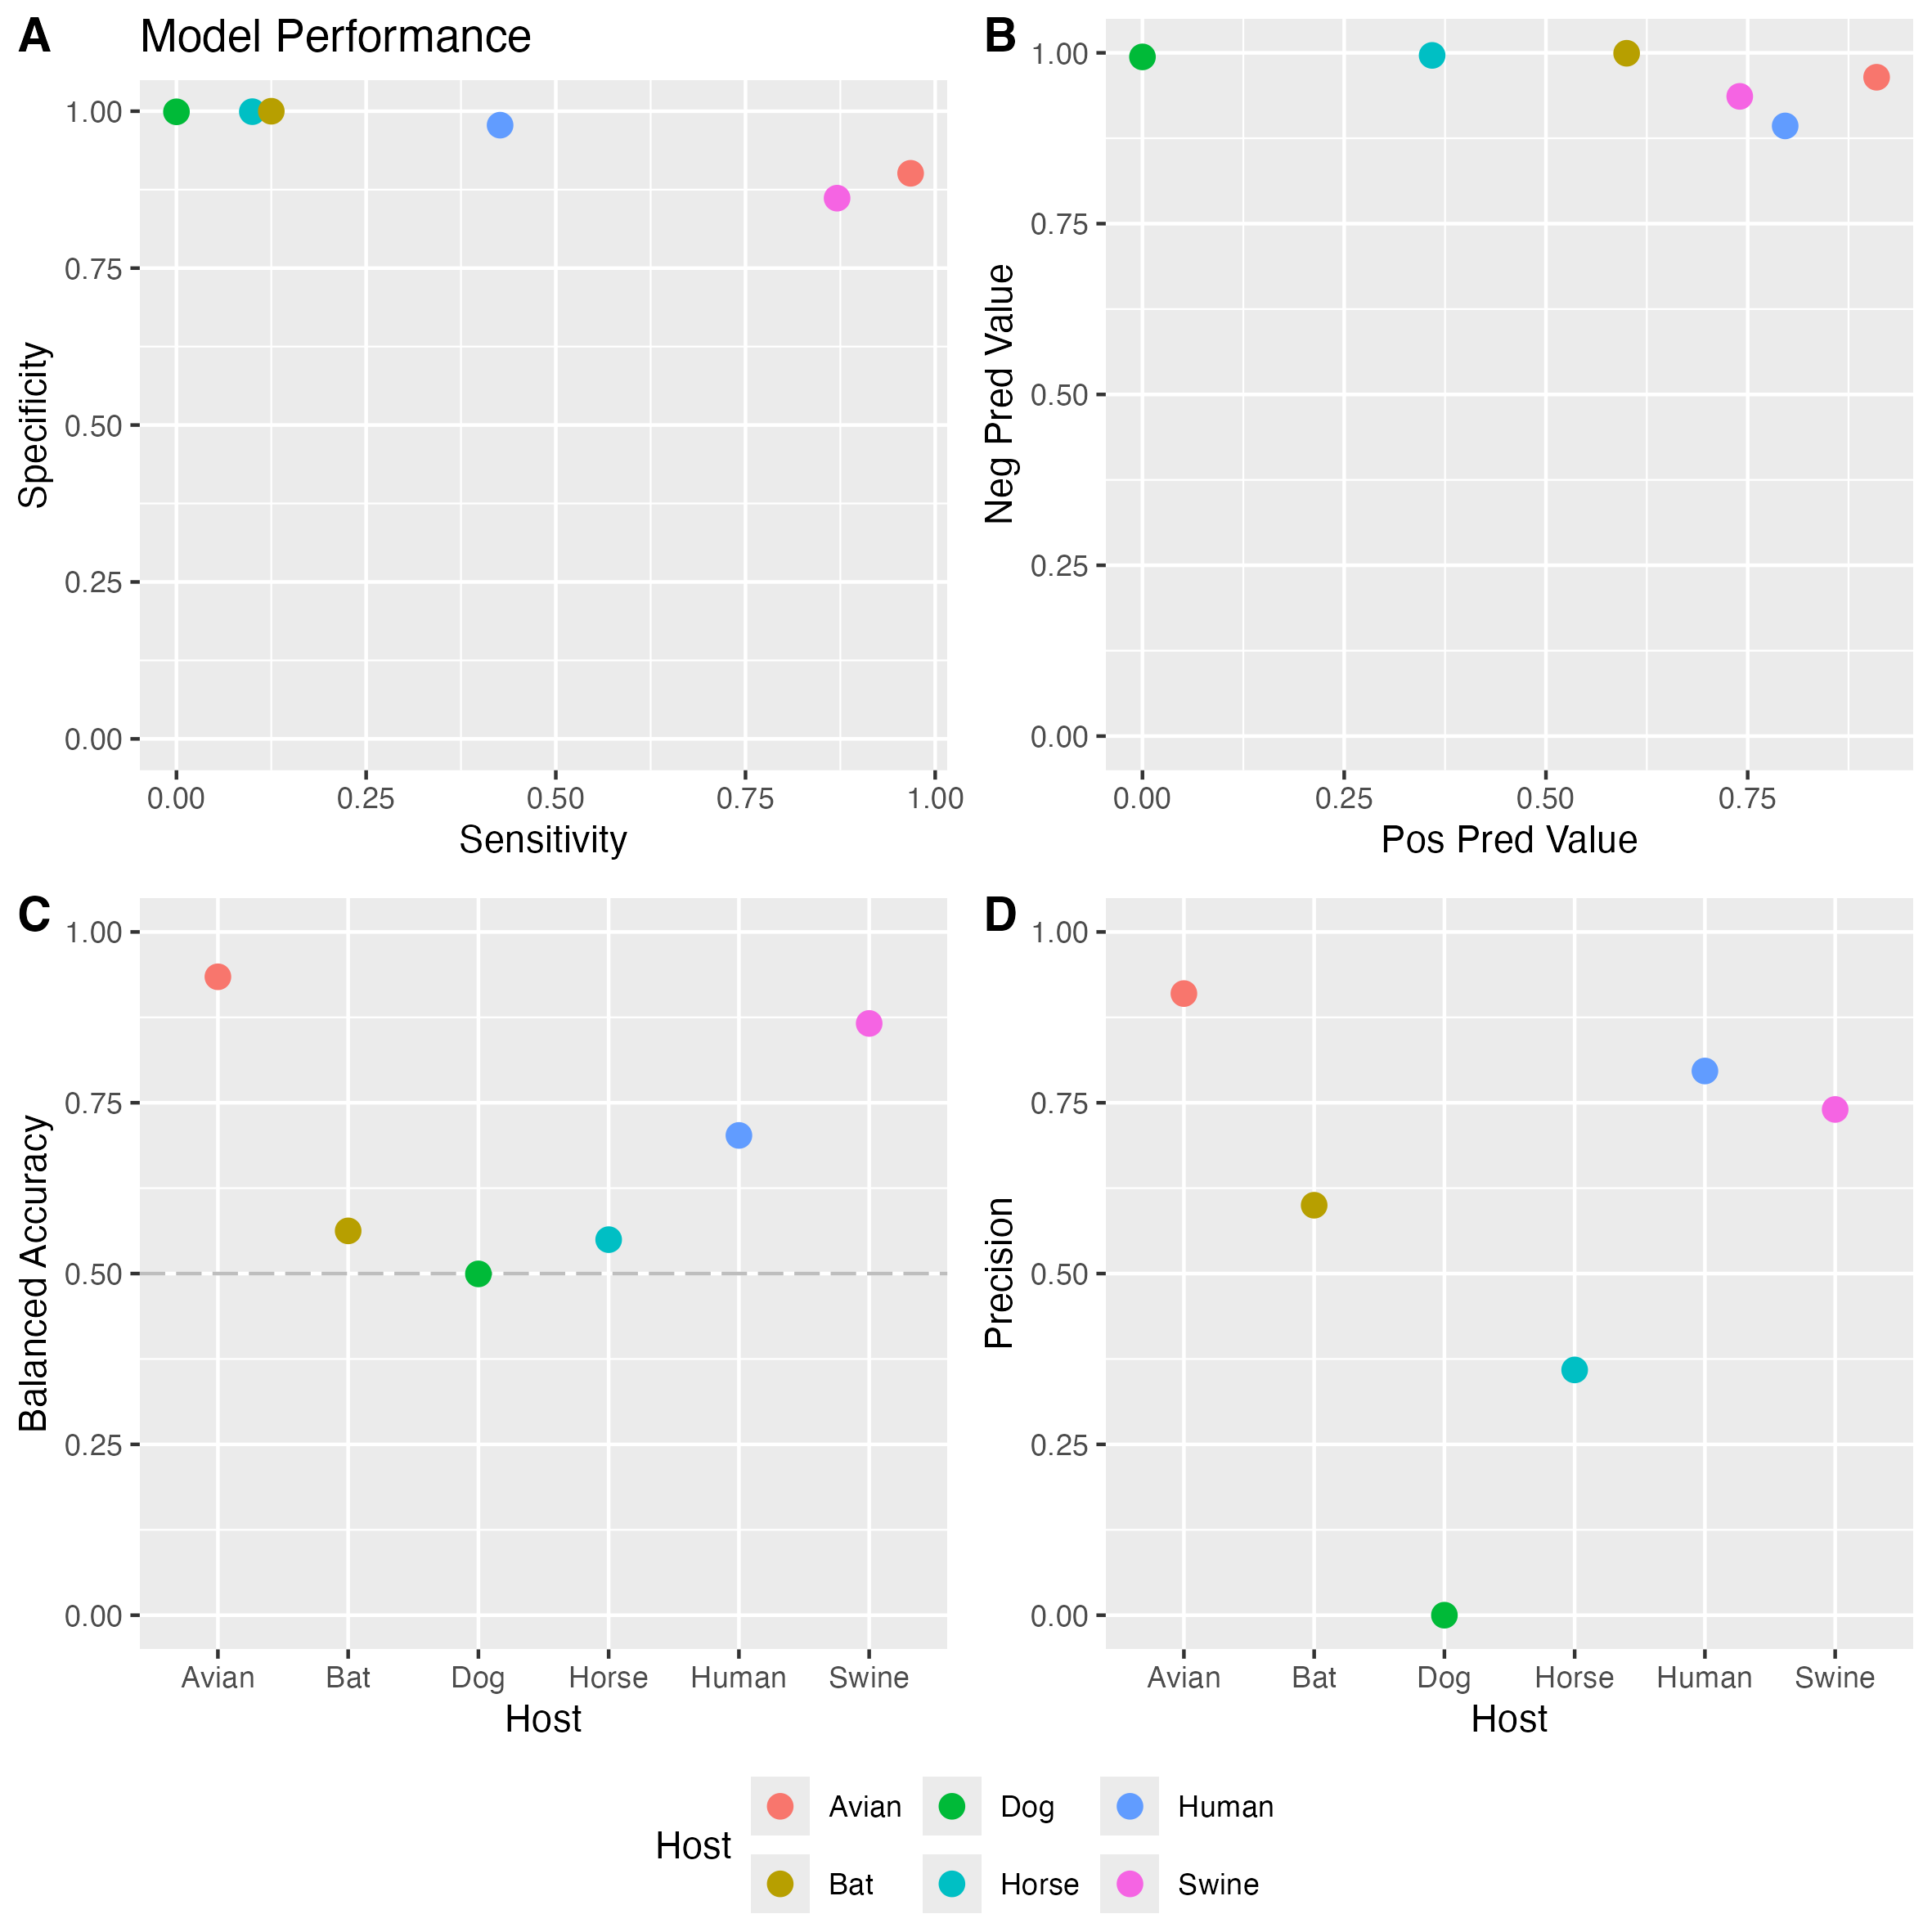 A
Model Performance
1.00
0.75
0.50
0.25
0.00
Specificity
0.00 0.25 0.50 0.75 1.00
Sensitivity
B
1.00
0.75
0.50
0.25
0.00
Neg Pred Value
0.00 0.25 0.50 0.75
Pos Pred Value
C
1.00
0.75
0.50
0.25
0.00
Balanced Accuracy
Avian Bat Dog Horse Human Swine
Host
D
1.00
0.75
0.50
0.25
0.00
Precision
Avian Bat Dog Horse Human Swine
Host
Host
Avian Dog Human
Bat Horse Swine